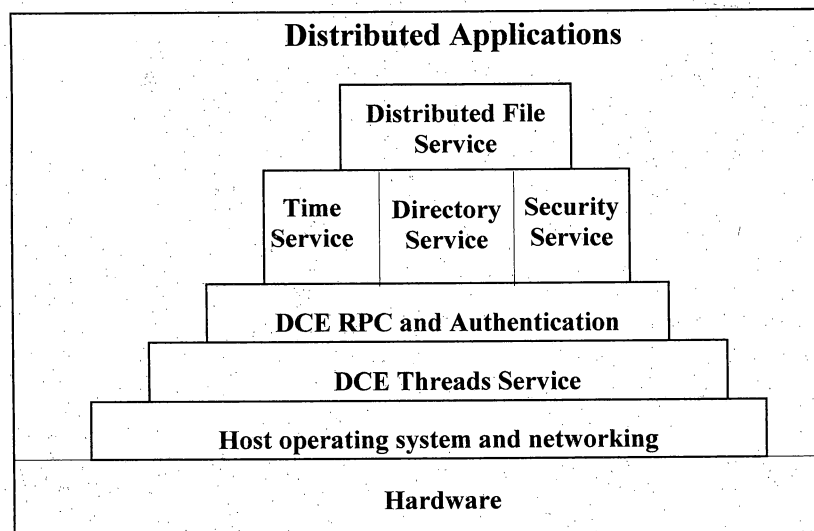 Distributed Applications
Distributed File
Service
Time
Service
Directory
Service
Security
Service
DCE RPC and Authentication
DCE Threads Service
Host operating system and networking
Hardware